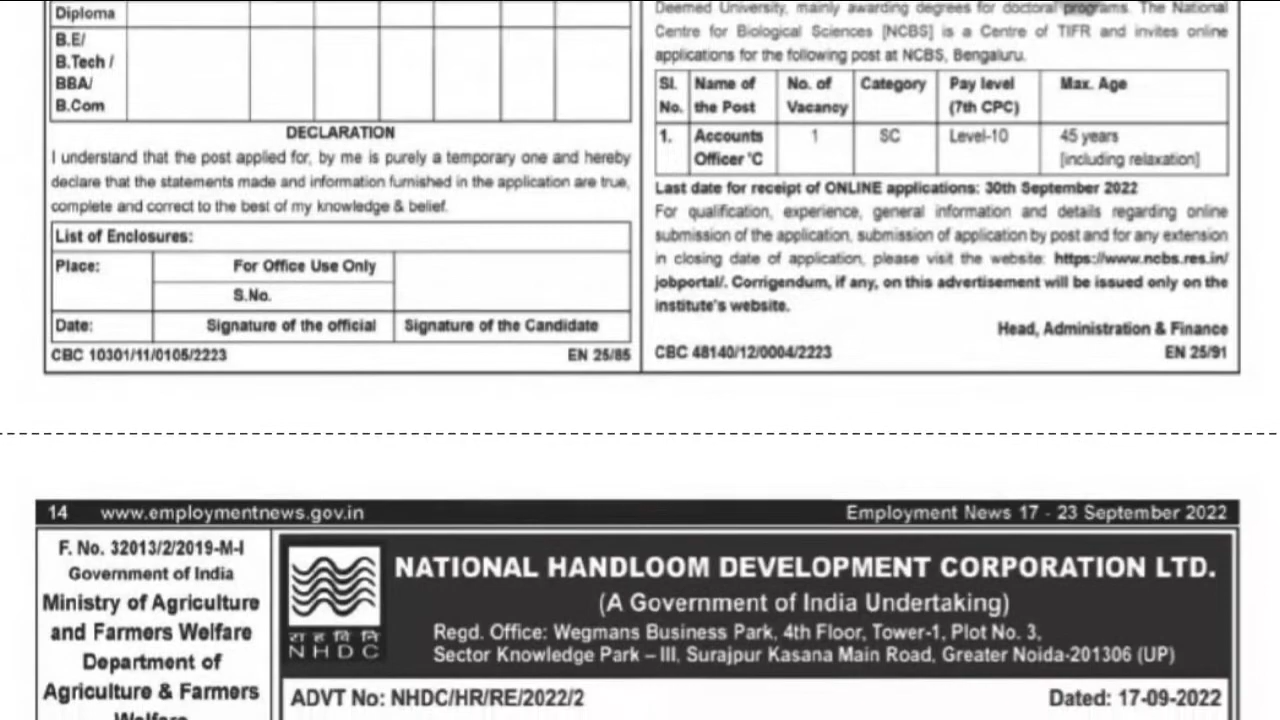 Diploma
B.E/
B.Tech /
BBA/
B.Com
DECLARATION
I understand that the post applied for, by me is purely a temporary one and hereby
declare that the statements made and information furnished in the application are true,
complete and correct to the best of my knowledge & belief.
List of Enclosures:
Place:
For Office Use Only
S.No.
Date:
Signature of the official
Signature of the Candidate
CBC 10301/11/0105/2223
EN 25/85
Deemed University, mainly awarding degrees for doctoral programs. The National
Centre for Biological Sciences [NCBS] is a Centre of TIFR and invites online
applications for the following post at NCBS, Bengaluru.
Sl. Name of No. of Category Pay level Max. Age
No. the Post Vacancy (7th CPC)
1. Accounts 1 SC Level-10 45 years
Officer 'C [including relaxation]
Last date for receipt of ONLINE applications: 30th September 2022
For qualification, experience, general information and details regarding online
submission of the application, submission of application by post and for any extension
in closing date of application, please visit the website: https://www.ncbs.res.in/
jobportal/. Corrigendum, if any, on this advertisement will be issued only on the
institute's website.
Head, Administration & Finance
CBC 48140/12/0004/2223
EN 25/91
14 www.employmentnews.gov.in
Employment News 17 - 23 September 2022
F. No. 32013/2/2019-M-I
Government of India
Ministry of Agriculture
and Farmers Welfare
Department of
Agriculture & Farmers
Welfare
रा ह वि नि
NHDC
NATIONAL HANDLOOM DEVELOPMENT CORPORATION LTD.
(A Government of India Undertaking)
Regd. Office: Wegmans Business Park, 4th Floor, Tower-1, Plot No. 3,
Sector Knowledge Park – III, Surajpur Kasana Main Road, Greater Noida-201306 (UP)
ADVT No: NHDC/HR/RE/2022/2
Dated: 17-09-2022